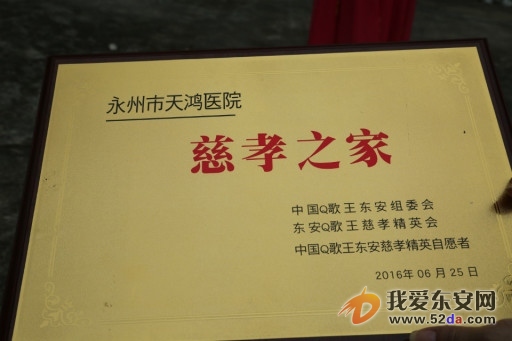 永州市天鸿医院
慈孝之家
中国Q歌王东安组委会
东安Q歌王慈孝精英会
中国Q歌王东安慈孝精英自愿者
2016年06月25日
我爱东安网
www.52da.com